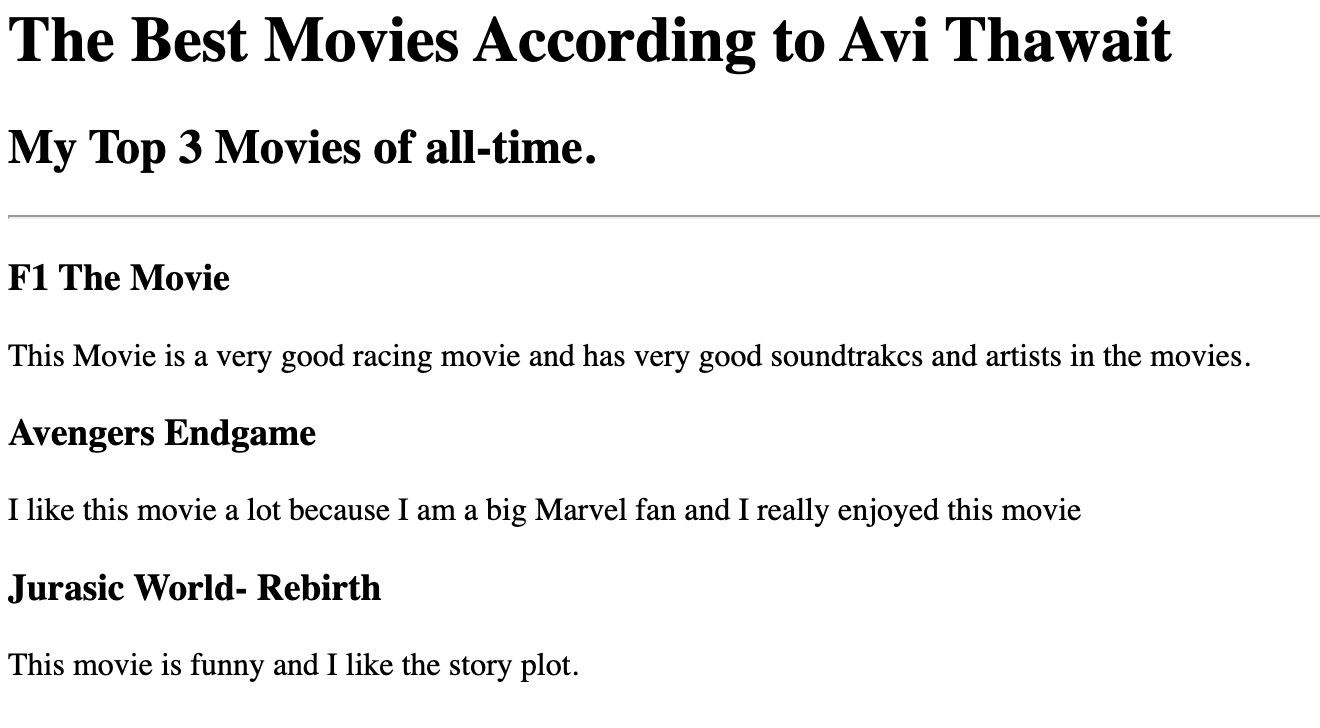 The Best Movies According to Avi Thawait
My Top 3 Movies of all-time.
F1 The Movie
This Movie is a very good racing movie and has very good soundtrakcs and artists in the movies.
Avengers Endgame
I like this movie a lot because I am a big Marvel fan and I really enjoyed this movie
Jurasic World- Rebirth
This movie is funny and I like the story plot.